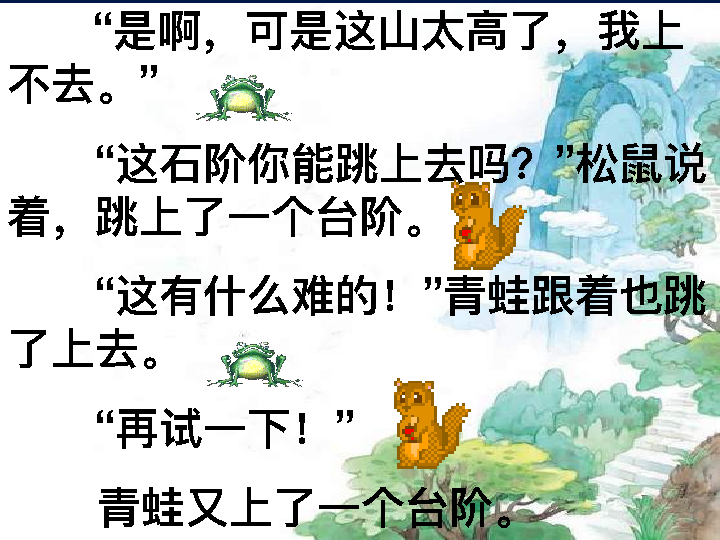 “是啊，可是这山太高了，我上
不去。”
“这石阶你能跳上去吗？”松鼠说
着，跳上了一个台阶。
“这有什么难的！”青蛙跟着也跳
了上去。
“再试一下！”
青蛙又上了一个台阶。